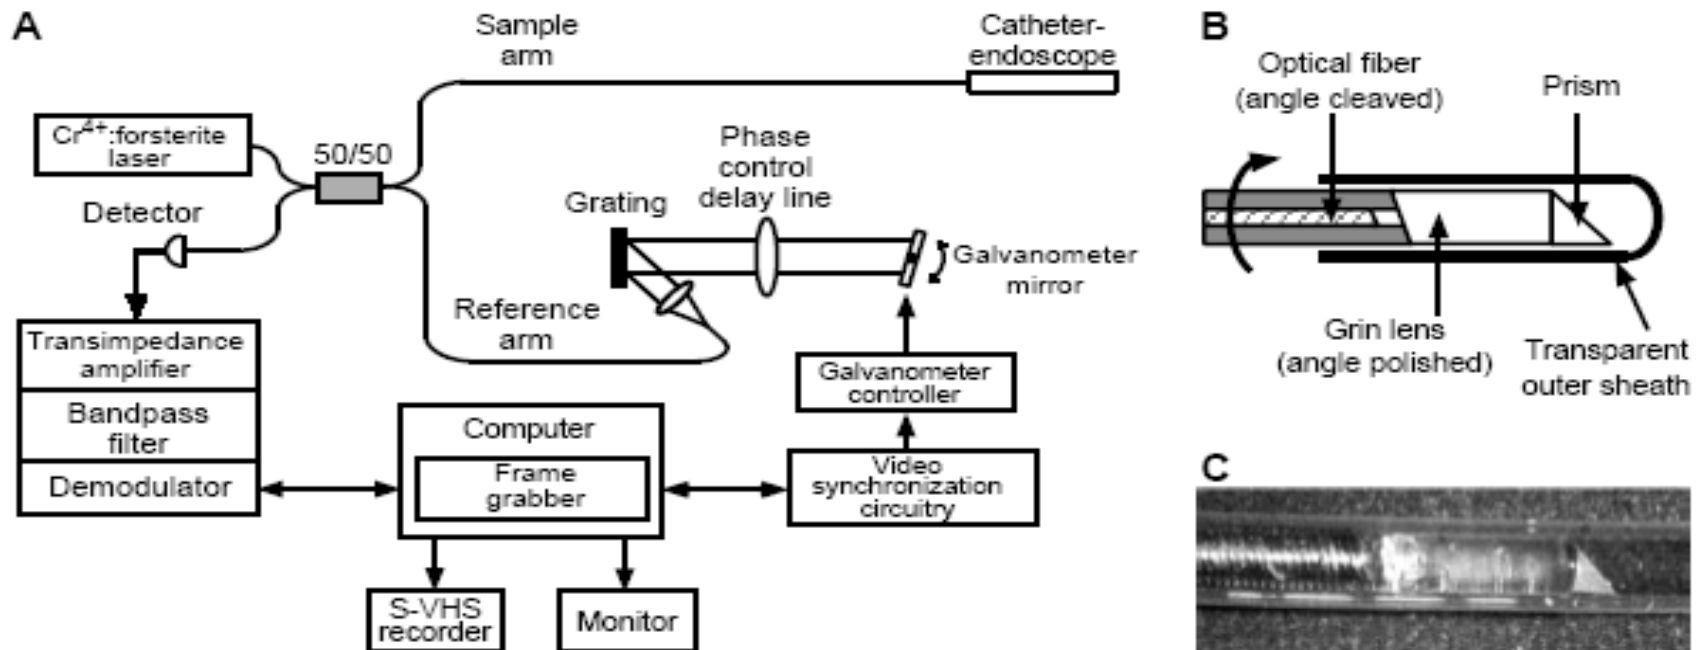 A
Sample
arm
Catheter-
endoscope
Cr4+:forsterite
laser
50/50
Detector
Phase
control
delay line
Grating
Galvanometer
mirror
Reference
arm
Transimpedance
amplifier
Bandpass
filter
Demodulator
Computer
Frame
grabber
Galvanometer
controller
Video
synchronization
circuitry
S-VHS
recorder
Monitor
B
Optical fiber
(angle cleaved)
Prism
Grin lens
(angle polished)
Transparent
outer sheath
C